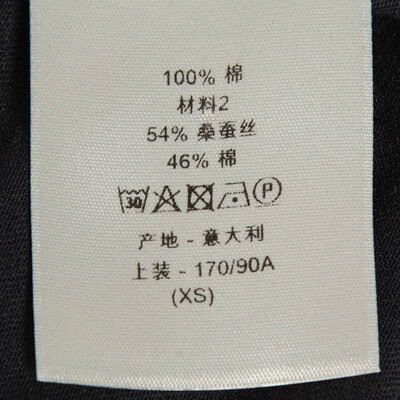 100% 棉
材料2
54% 桑蚕丝
46% 棉
30 P
产地 - 意大利
上装 - 170/90A
(XS)